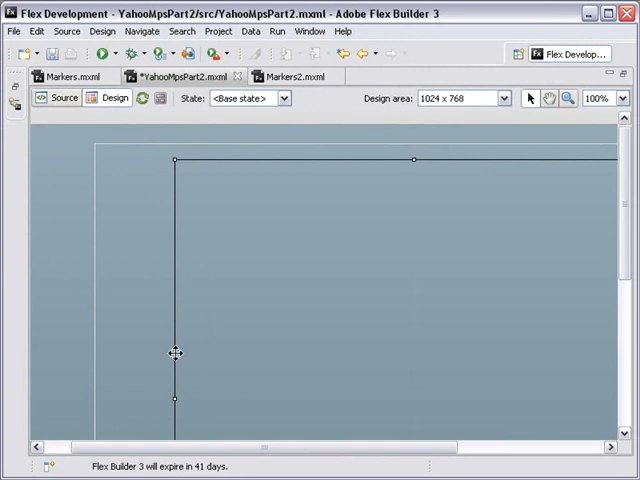 Flex Development - YahooMpsPart2/src/YahooMpsPart2.mxml - Adobe Flex Builder 3
File Edit Source Design Navigate Search Project Data Run Window Help
Fx Flex Develop...
Markers.mxml *YahooMpsPart2.mxml Markers2.mxml
Source Design State: <Base state> Design area: 1024 x 768 100%
Flex Builder 3 will expire in 41 days.